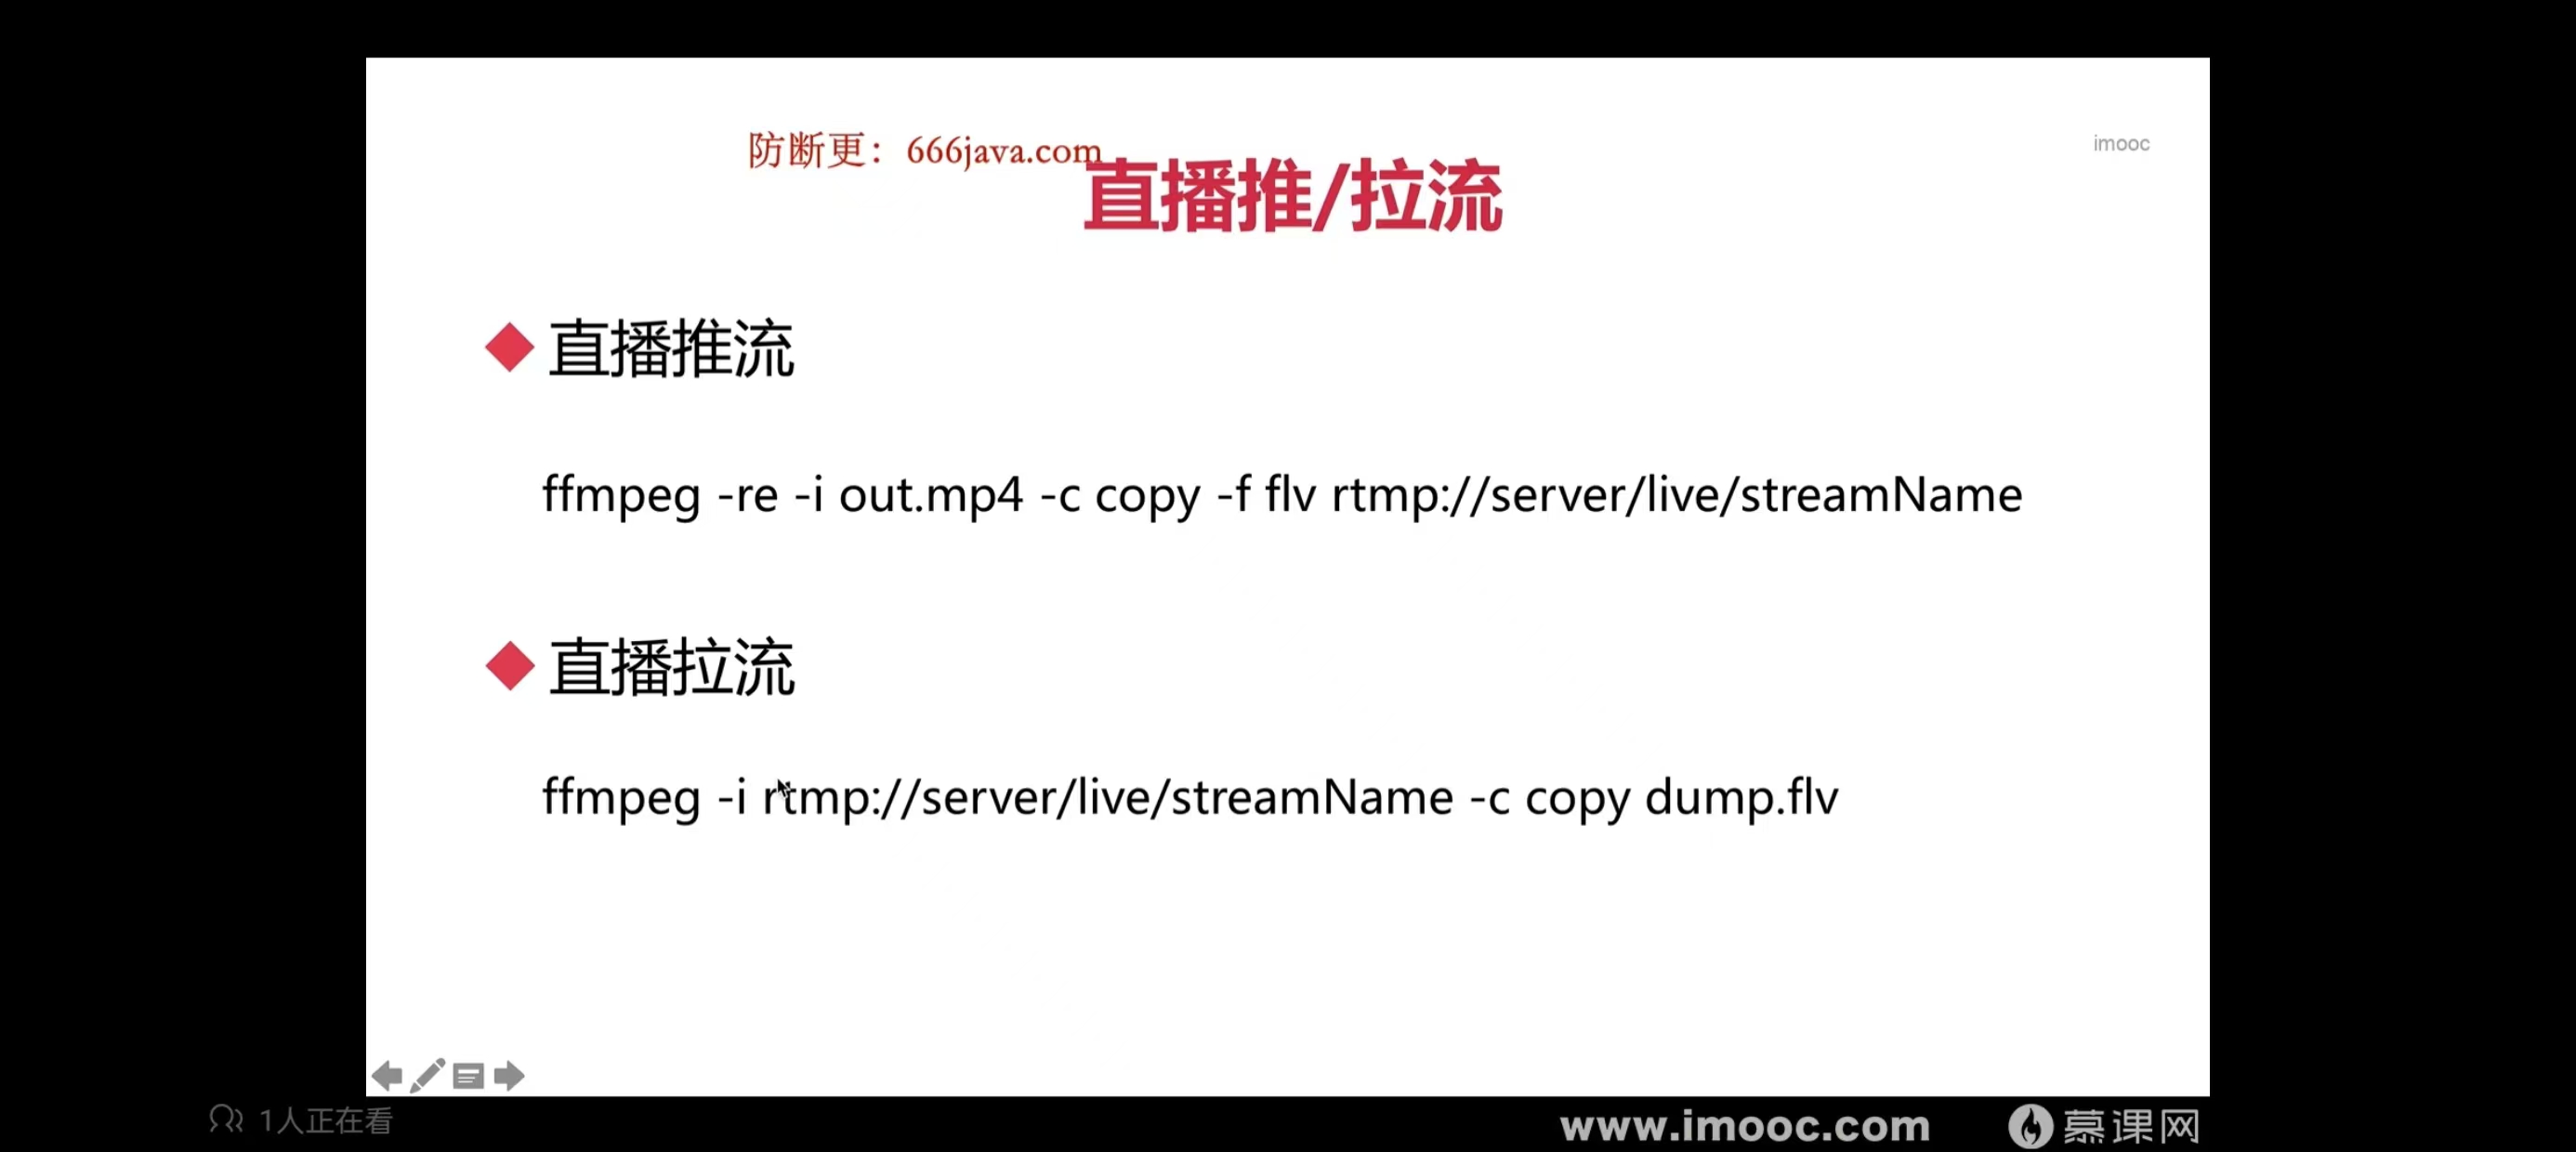 防断更：666java.com
imooc
直播推/拉流
直播推流
ffmpeg -re -i out.mp4 -c copy -f flv rtmp://server/live/streamName
直播拉流
ffmpeg -i rtmp://server/live/streamName -c copy dump.flv
1人正在看
www.imooc.com
慕课网